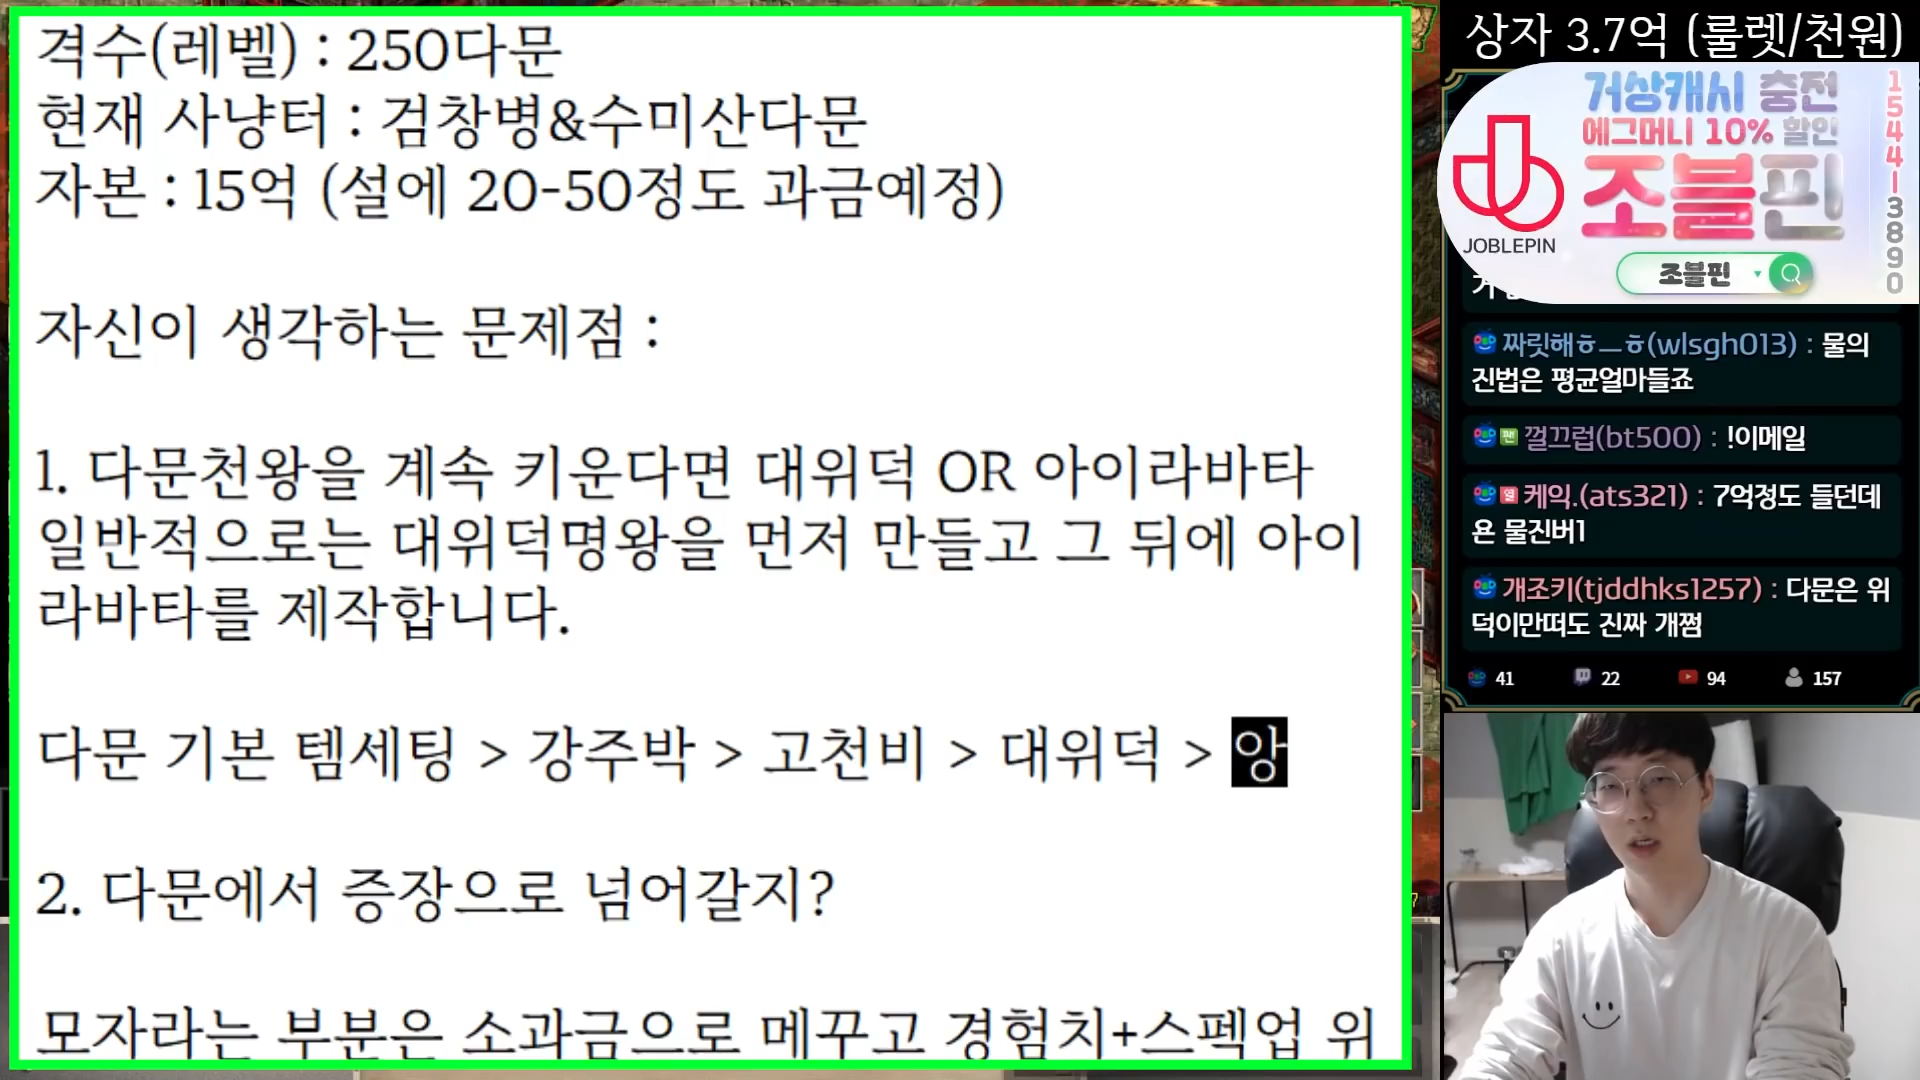 격수(레벨) : 250다문
현재 사냥터 : 검창병&수미산다문
자본 : 15억 (설에 20-50정도 과금예정)
자신이 생각하는 문제점 :
1. 다문천왕을 계속 키운다면 대위덕 OR 아이라바타
일반적으로는 대위덕명왕을 먼저 만들고 그 뒤에 아이
라바타를 제작합니다.
다문 기본 템세팅 > 강주박 > 고천비 > 대위덕 > 앙
2. 다문에서 증장으로 넘어갈지?
모자라는 부분은 소과금으로 메꾸고 경험치+스펙업 위
상자 3.7억 (룰렛/천원)
거상캐시 충전
에그머니 10% 할인
조블핀
JOBLEPIN
조블핀
1544-3890
짜릿해ㅎㅡㅎ(wlsgh013) : 물의
진법은 평균얼마들죠
팬 껄끄럽(bt500) : !이메일
열 케익.(ats321) : 7억정도 들던데
욘 물진버1
개조키(tjddhks1257) : 다문은 위
덕이만떠도 진짜 개쩜
41 22 94 157